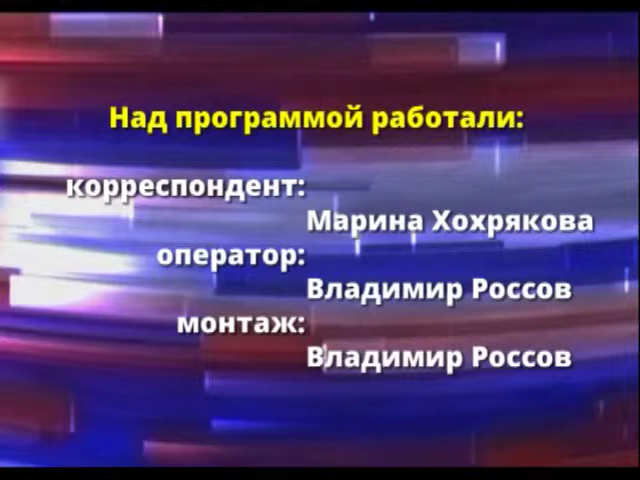 Над программой работали:
корреспондент:
Марина Хохрякова
оператор:
Владимир Россов
монтаж:
Владимир Россов